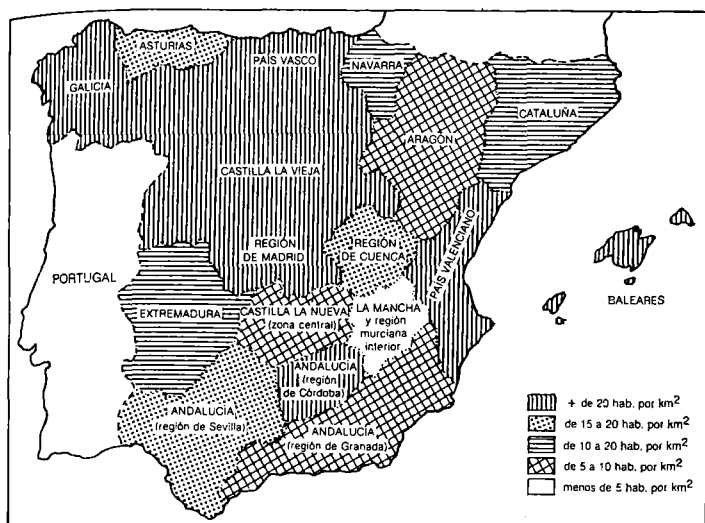 ASTURIAS
PAÍS VASCO
NAVARRA
GALICIA
CATALUÑA
ARAGÓN
CASTILLA LA VIEJA
PAÍS VALENCIANO
REGIÓN
DE MADRID
REGIÓN
DE CUENCA
PORTUGAL
BALEARES
EXTREMADURA
CASTILLA LA NUEVA
(zona central)
LA MANCHA
y región
murciana
interior
ANDALUCÍA
(región
de Córdoba)
ANDALUCÍA
(región de Sevilla)
ANDALUCÍA
(región de Granada)
+ de 20 hab. por km²
de 15 a 20 hab. por km²
de 10 a 20 hab. por km²
de 5 a 10 hab. por km²
menos de 5 hab. por km²